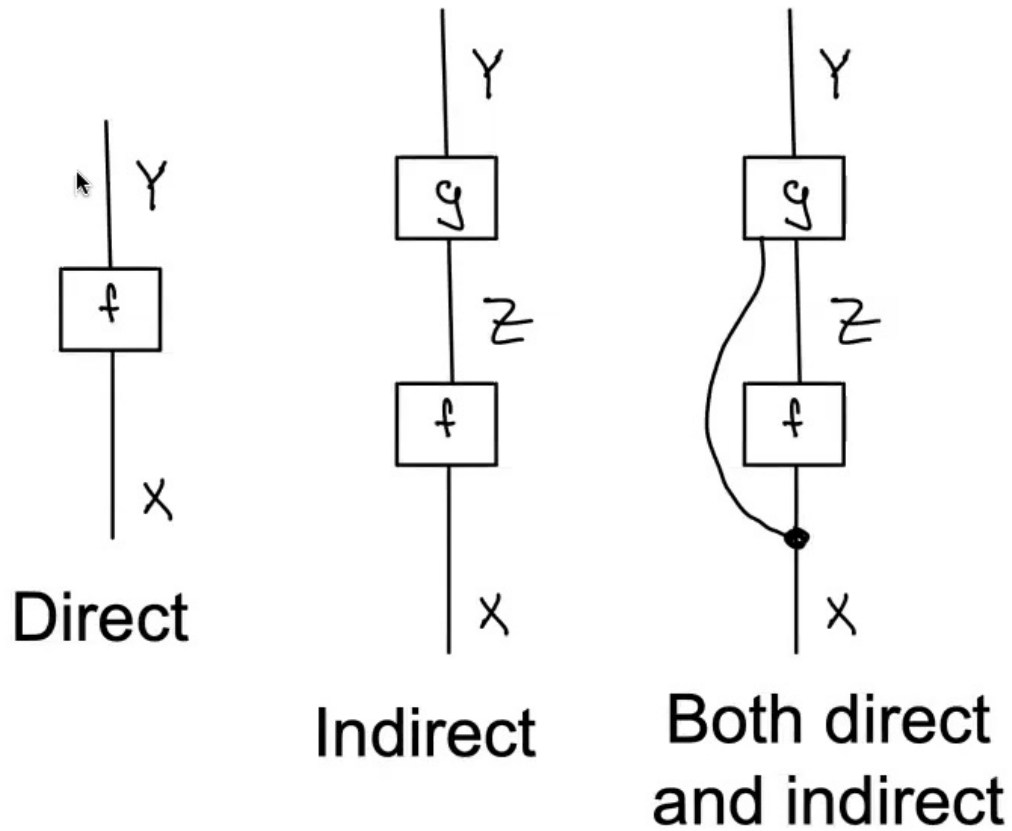 Y
f
X
Direct
Y
g
Z
f
X
Indirect
Y
g
Z
f
X
Both direct
and indirect